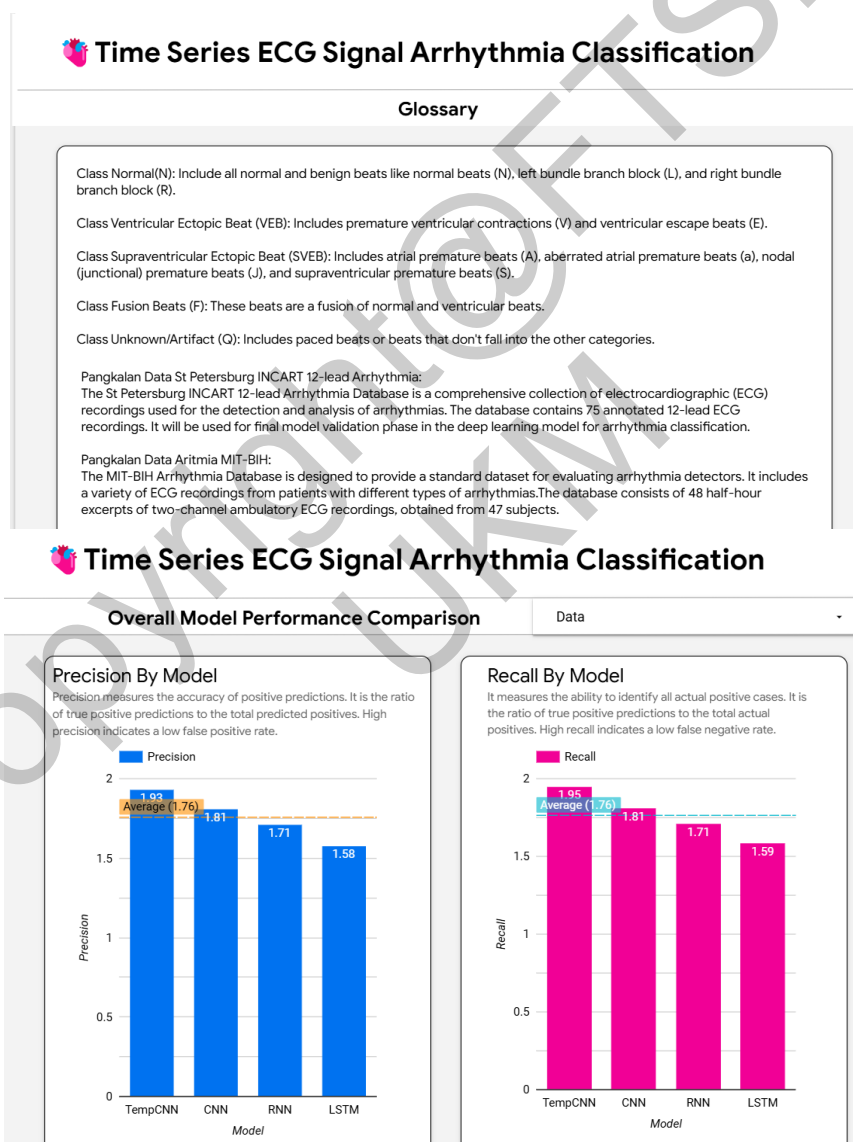 Time Series ECG Signal Arrhythmia Classification
Glossary
Class Normal(N): Include all normal and benign beats like normal beats (N), left bundle branch block (L), and right bundle
branch block (R).
Class Ventricular Ectopic Beat (VEB): Includes premature ventricular contractions (V) and ventricular escape beats (E).
Class Supraventricular Ectopic Beat (SVEB): Includes atrial premature beats (A), aberrated atrial premature beats (a), nodal
(junctional) premature beats (J), and supraventricular premature beats (S).
Class Fusion Beats (F): These beats are a fusion of normal and ventricular beats.
Class Unknown/Artifact (Q): Includes paced beats or beats that don't fall into the other categories.
Pangkalan Data St Petersburg INCART 12-lead Arrhythmia:
The St Petersburg INCART 12-lead Arrhythmia Database is a comprehensive collection of electrocardiographic (ECG)
recordings used for the detection and analysis of arrhythmias. The database contains 75 annotated 12-lead ECG
recordings. It will be used for final model validation phase in the deep learning model for arrhythmia classification.
Pangkalan Data Aritmia MIT-BIH:
The MIT-BIH Arrhythmia Database is designed to provide a standard dataset for evaluating arrhythmia detectors. It includes
a variety of ECG recordings from patients with different types of arrhythmias.The database consists of 48 half-hour
excerpts of two-channel ambulatory ECG recordings, obtained from 47 subjects.
Time Series ECG Signal Arrhythmia Classification
Overall Model Performance Comparison
Data
Precision By Model
Precision measures the accuracy of positive predictions. It is the ratio
of true positive predictions to the total predicted positives. High
precision indicates a low false positive rate.
Precision
2
1.5
1
0.5
0
Precision
1.93
Average (1.76)
1.81
1.71
1.58
TempCNN CNN RNN LSTM
Model
Recall By Model
It measures the ability to identify all actual positive cases. It is
the ratio of true positive predictions to the total actual
positives. High recall indicates a low false negative rate.
Recall
2
1.5
1
0.5
0
Recall
1.95
Average (1.76)
1.81
1.71
1.59
TempCNN CNN RNN LSTM
Model
opyright@FTS
UKM